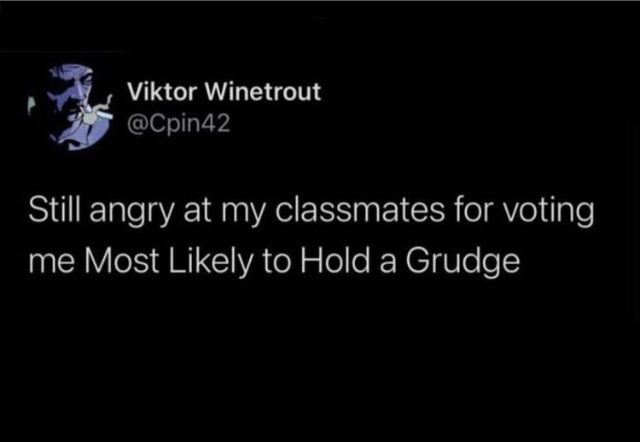 Viktor Winetrout
@Cpin42
Still angry at my classmates for voting
me Most Likely to Hold a Grudge